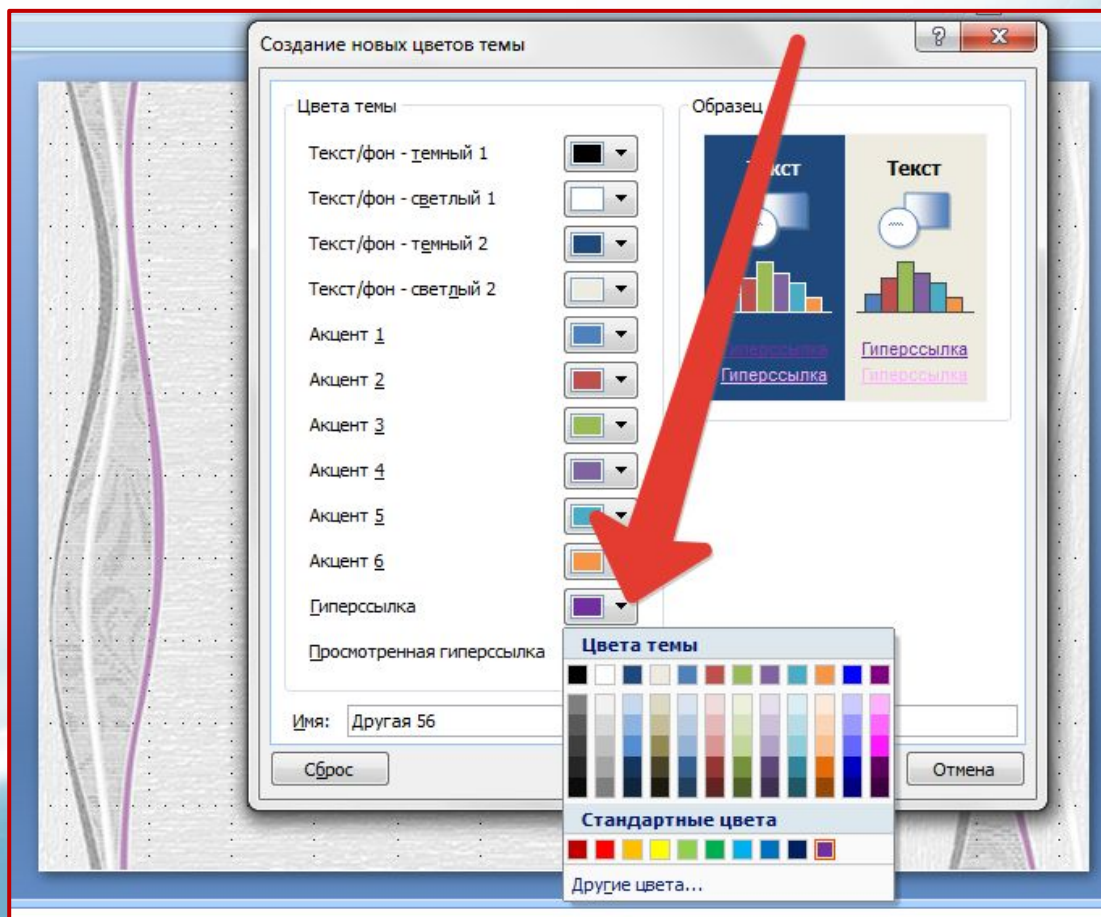 Создание новых цветов темы
Цвета темы
Текст/фон - темный 1
Текст/фон - светлый 1
Текст/фон - темный 2
Текст/фон - светлый 2
Акцент 1
Акцент 2
Акцент 3
Акцент 4
Акцент 5
Акцент 6
Гиперссылка
Просмотренная гиперссылка
Имя: Другая 56
Сброс
Отмена
Образец
Текст
Гиперссылка
Гиперссылка
Гиперссылка
Цвета темы
Стандартные цвета
Другие цвета...